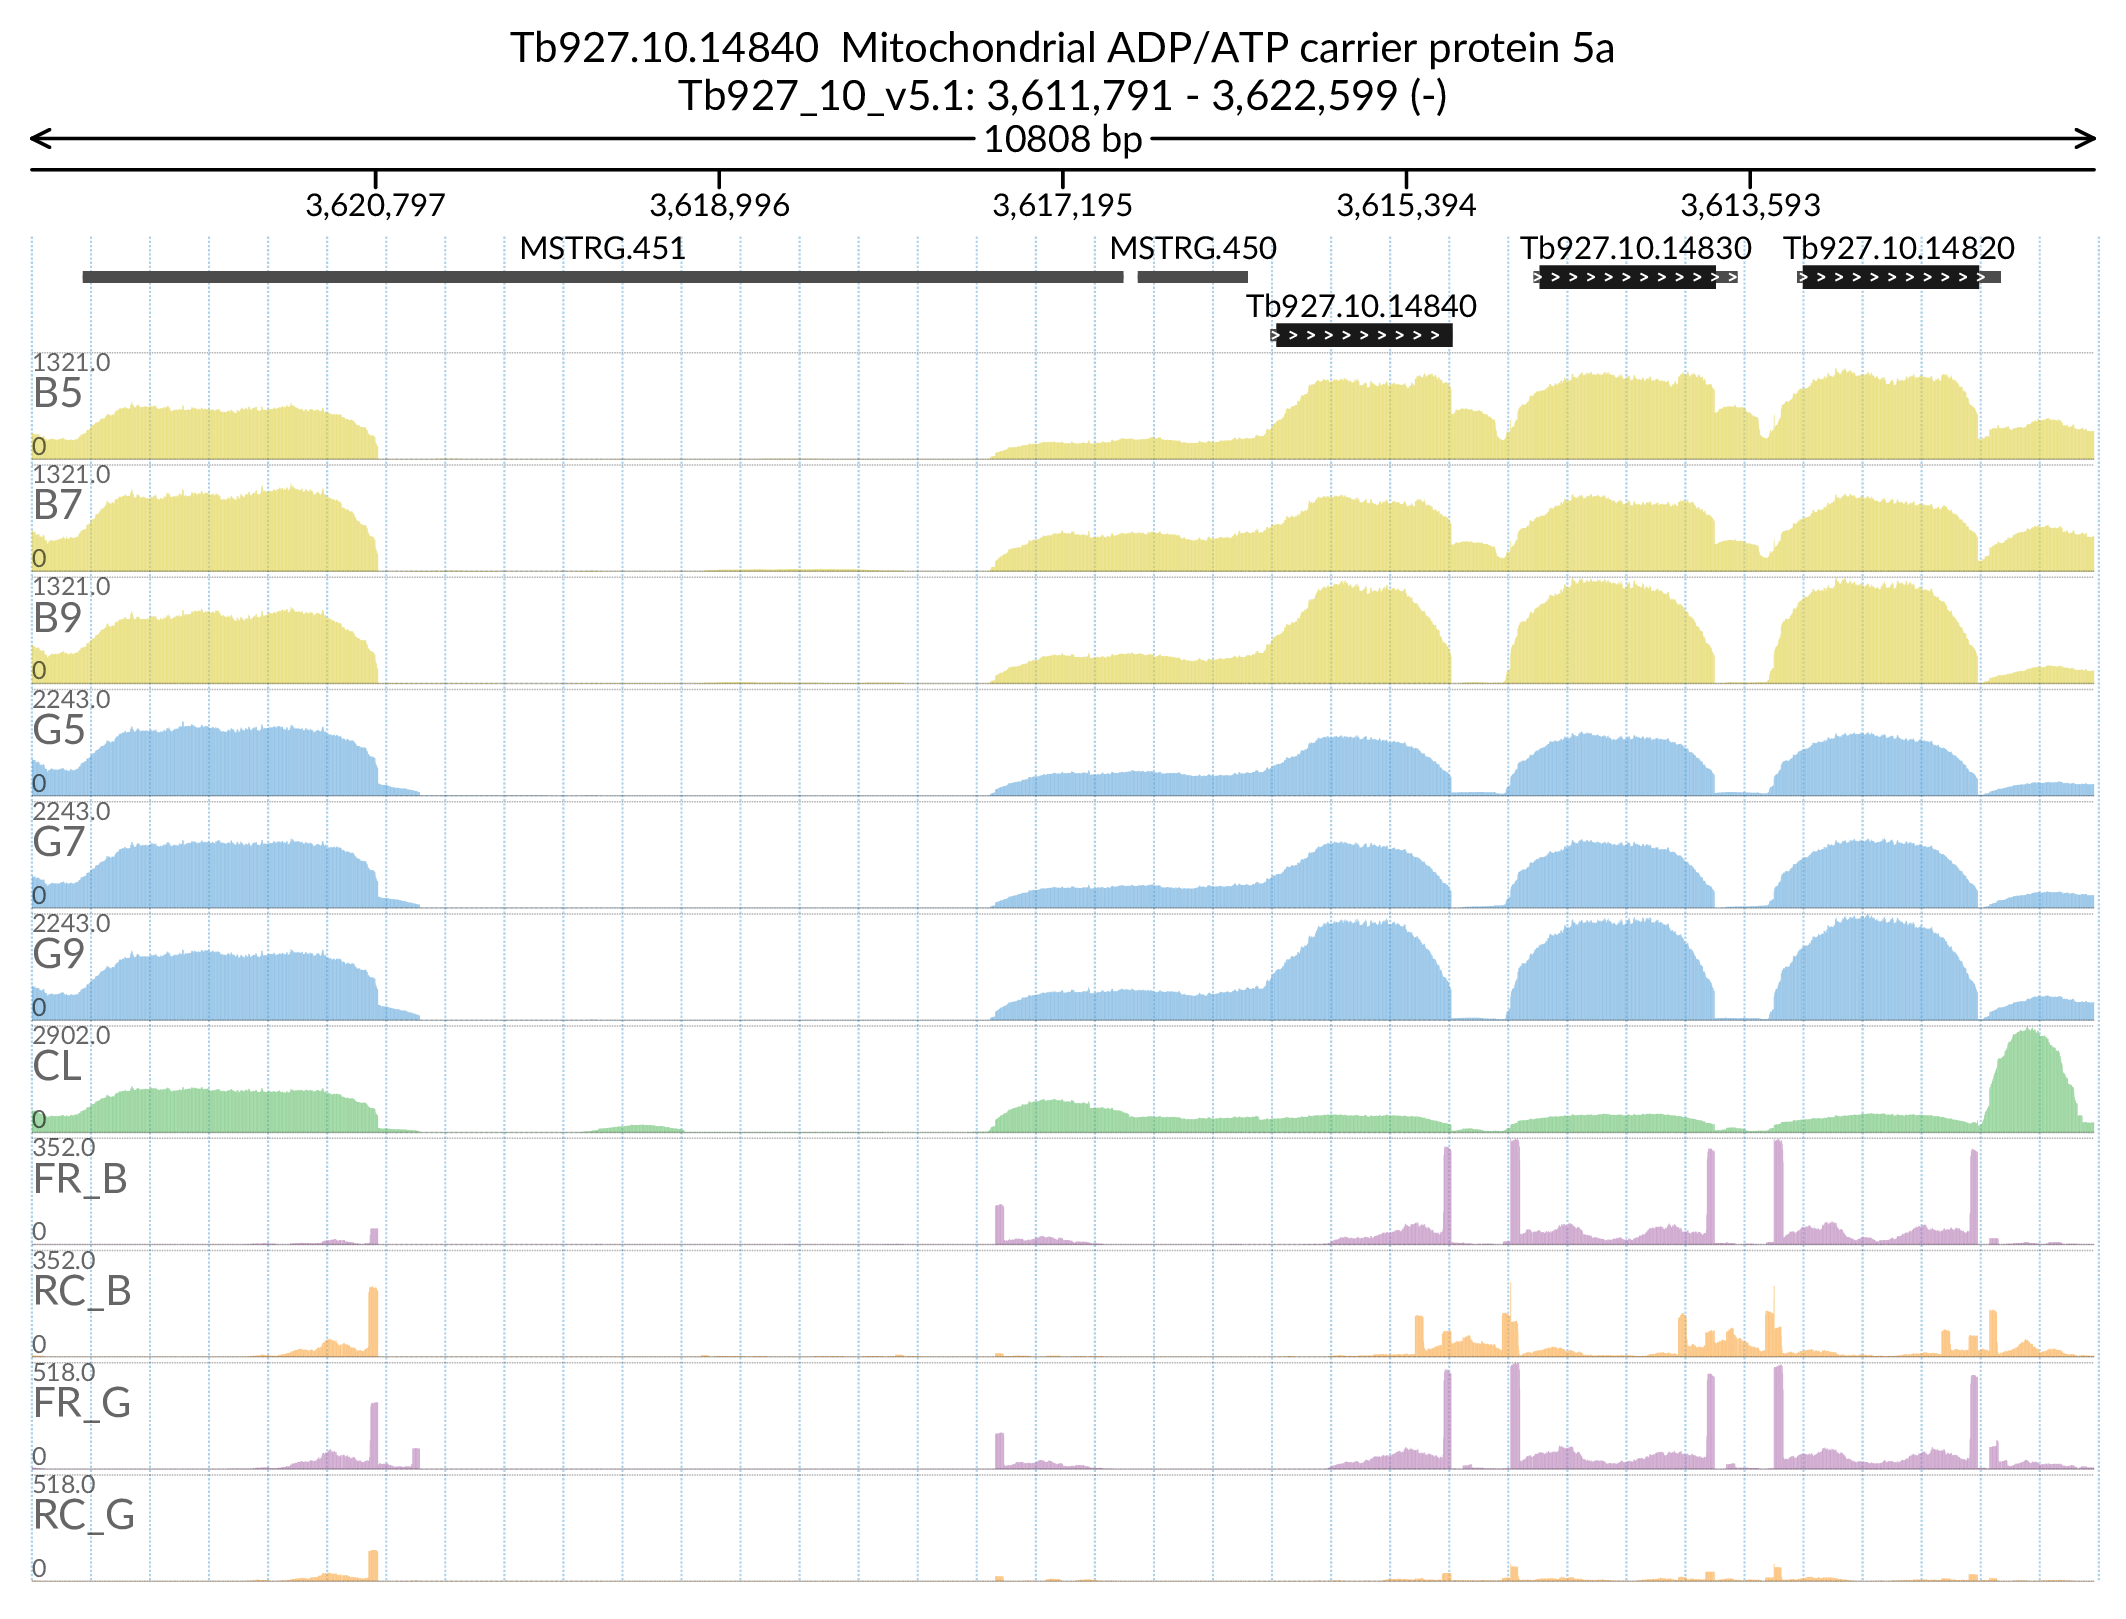 Tb927.10.14840  Mitochondrial ADP/ATP carrier protein 5a
Tb927_10_v5.1: 3,611,791 - 3,622,599 (-)
10808 bp
3,620,797 3,618,996 3,617,195 3,615,394 3,613,593
MSTRG.451 MSTRG.450 Tb927.10.14830 Tb927.10.14820
Tb927.10.14840
1321.0
B5
0
1321.0
B7
0
1321.0
B9
0
2243.0
G5
0
2243.0
G7
0
2243.0
G9
0
2902.0
CL
0
352.0
FR_B
0
352.0
RC_B
0
518.0
FR_G
0
518.0
RC_G
0